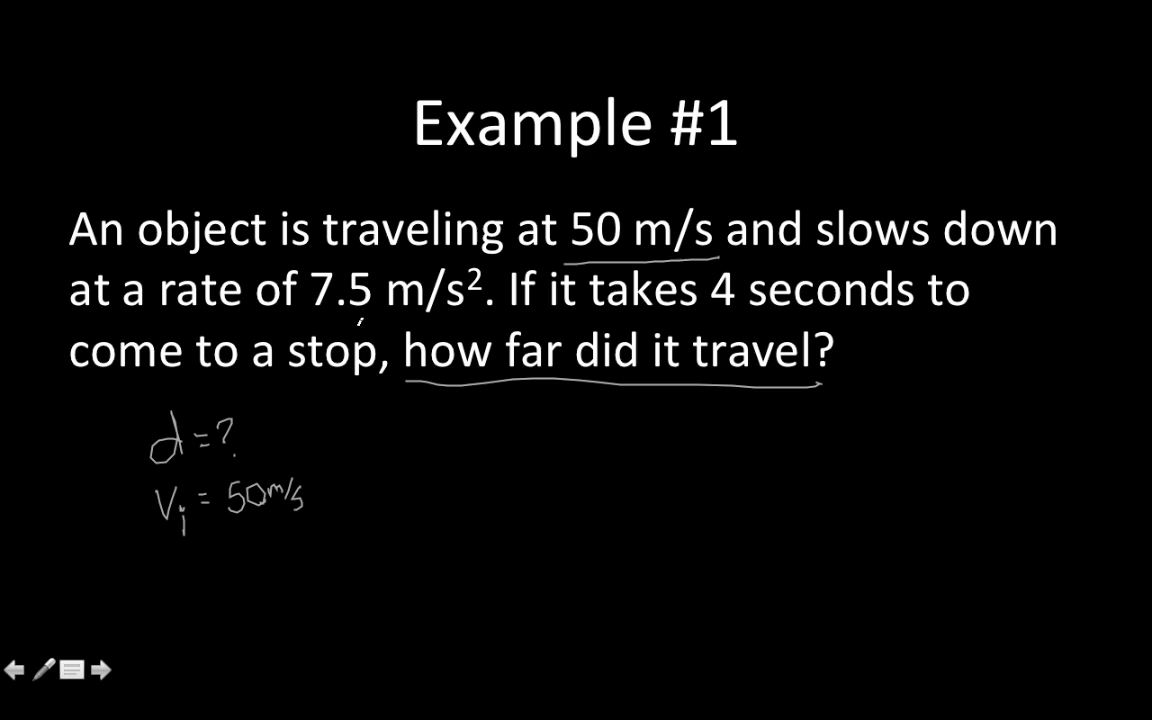 Example #1
An object is traveling at 50 m/s and slows down
at a rate of 7.5 m/s². If it takes 4 seconds to
come to a stop, how far did it travel?
d = ?
Vi = 50 m/s